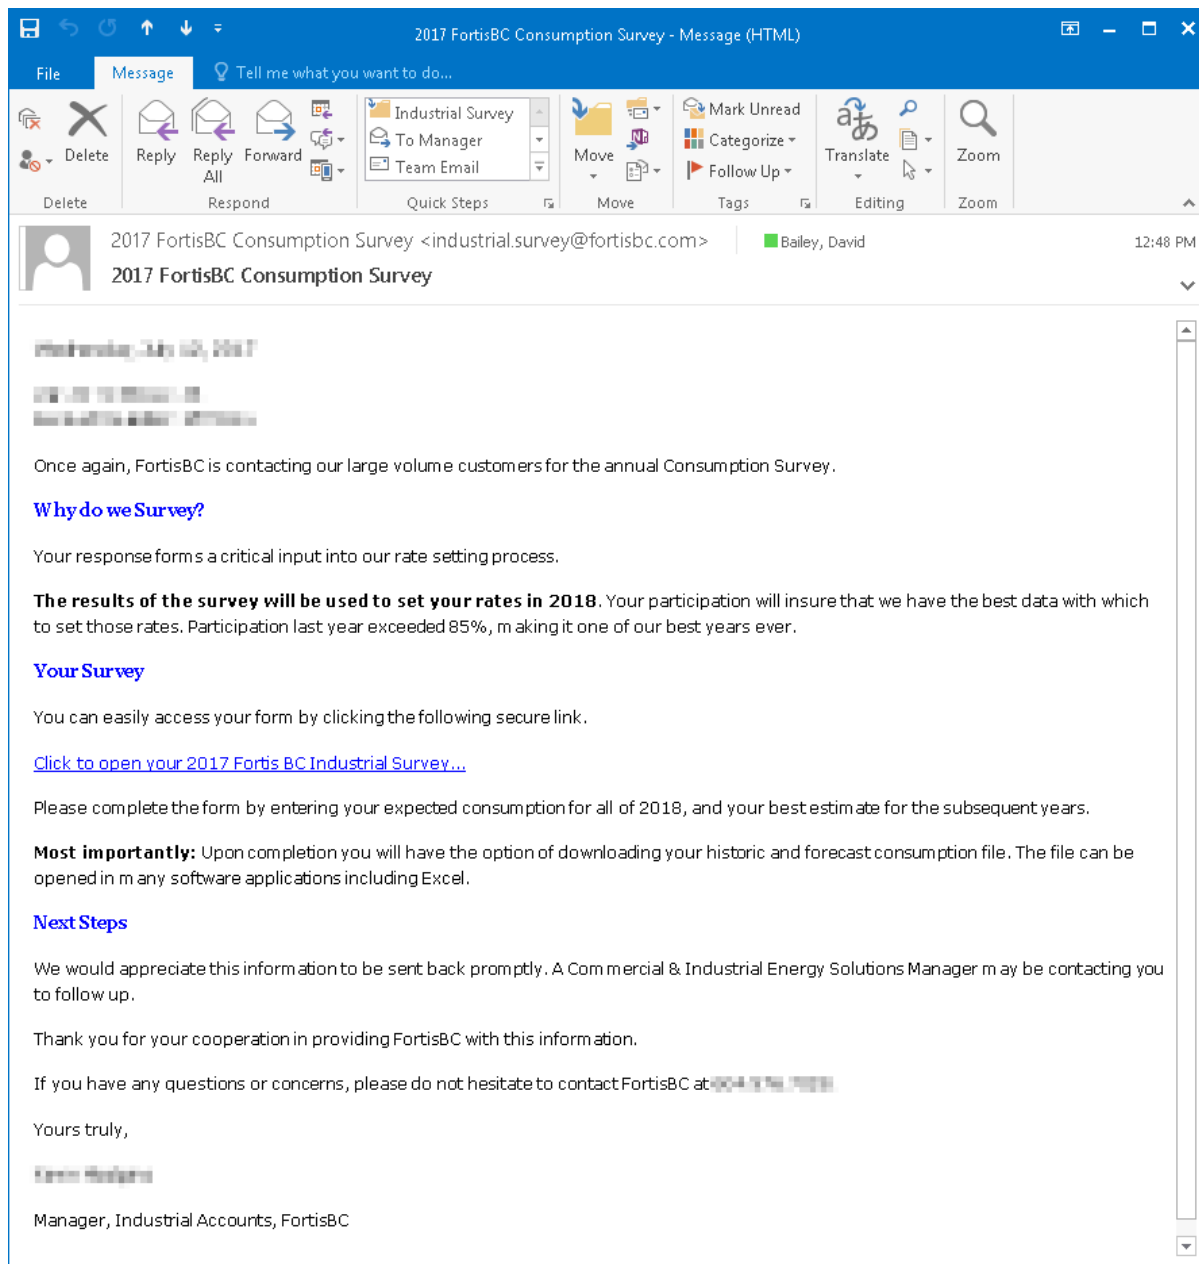 2017 FortisBC Consumption Survey - Message (HTML)
File
Message
Tell me what you want to do...
Delete
Reply
Reply All
Forward
Industrial Survey
To Manager
Team Email
Move
Mark Unread
Categorize
Follow Up
Translate
Zoom
Delete
Respond
Quick Steps
Move
Tags
Editing
Zoom
2017 FortisBC Consumption Survey <industrial.survey@fortisbc.com>
Bailey, David
12:48 PM
2017 FortisBC Consumption Survey
Once again, FortisBC is contacting our large volume customers for the annual Consumption Survey.
Why do we Survey?
Your response forms a critical input into our rate setting process.
The results of the survey will be used to set your rates in 2018. Your participation will insure that we have the best data with which
to set those rates. Participation last year exceeded 85%, making it one of our best years ever.
Your Survey
You can easily access your form by clicking the following secure link.
Click to open your 2017 Fortis BC Industrial Survey...
Please complete the form by entering your expected consumption for all of 2018, and your best estimate for the subsequent years.
Most importantly: Upon completion you will have the option of downloading your historic and forecast consumption file. The file can be
opened in many software applications including Excel.
Next Steps
We would appreciate this information to be sent back promptly. A Commercial & Industrial Energy Solutions Manager may be contacting you
to follow up.
Thank you for your cooperation in providing FortisBC with this information.
If you have any questions or concerns, please do not hesitate to contact FortisBC at
Yours truly,
Manager, Industrial Accounts, FortisBC